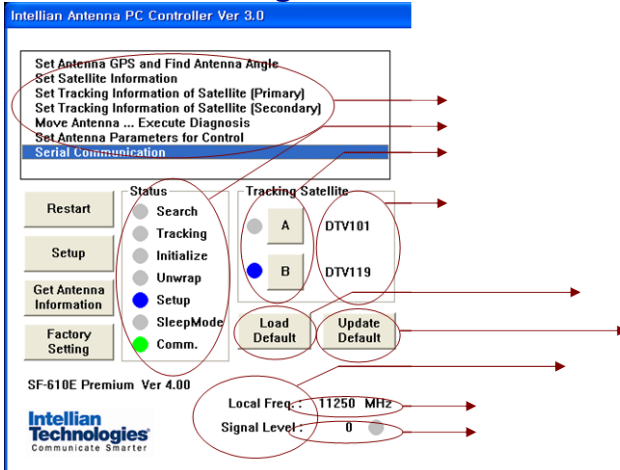 Intellian Antenna PC Controller Ver 3.0
Set Antenna GPS and Find Antenna Angle
Set Satellite Information
Set Tracking Information of Satellite (Primary)
Set Tracking Information of Satellite (Secondary)
Move Antenna ... Execute Diagnosis
Set Antenna Parameters for Control
Serial Communication
Restart
Setup
Get Antenna
Information
Factory
Setting
Status
Search
Tracking
Initialize
Unwrap
Setup
SleepMode
Comm.
Tracking Satellite
A DTV101
B DTV119
Load
Default
Update
Default
SF-610E Premium Ver 4.00
Local Freq. : 11250 MHz
Signal Level : 0
Intellian
Technologies
Communicate Smarter